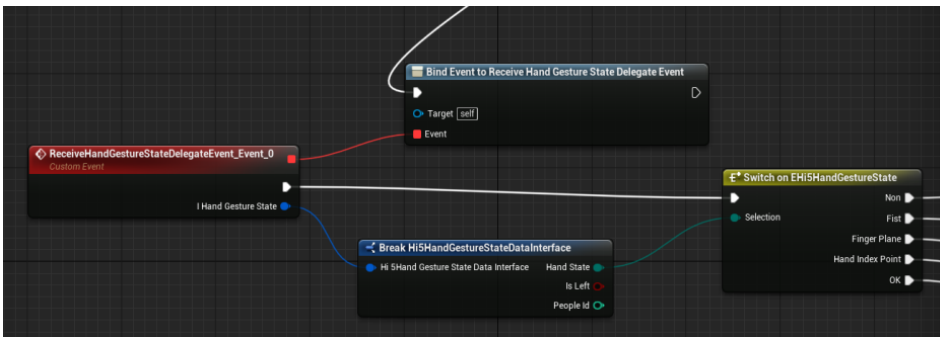 Bind Event to Receive Hand Gesture State Delegate Event
Target self
Event
ReceiveHandGestureStateDelegateEvent_Event_0
Custom Event
I Hand Gesture State
Switch on EHi5HandGestureState
Non
Selection
Fist
Finger Plane
Hand Index Point
OK
Break Hi5HandGestureStateDataInterface
Hi 5Hand Gesture State Data Interface Hand State
Is Left
People Id